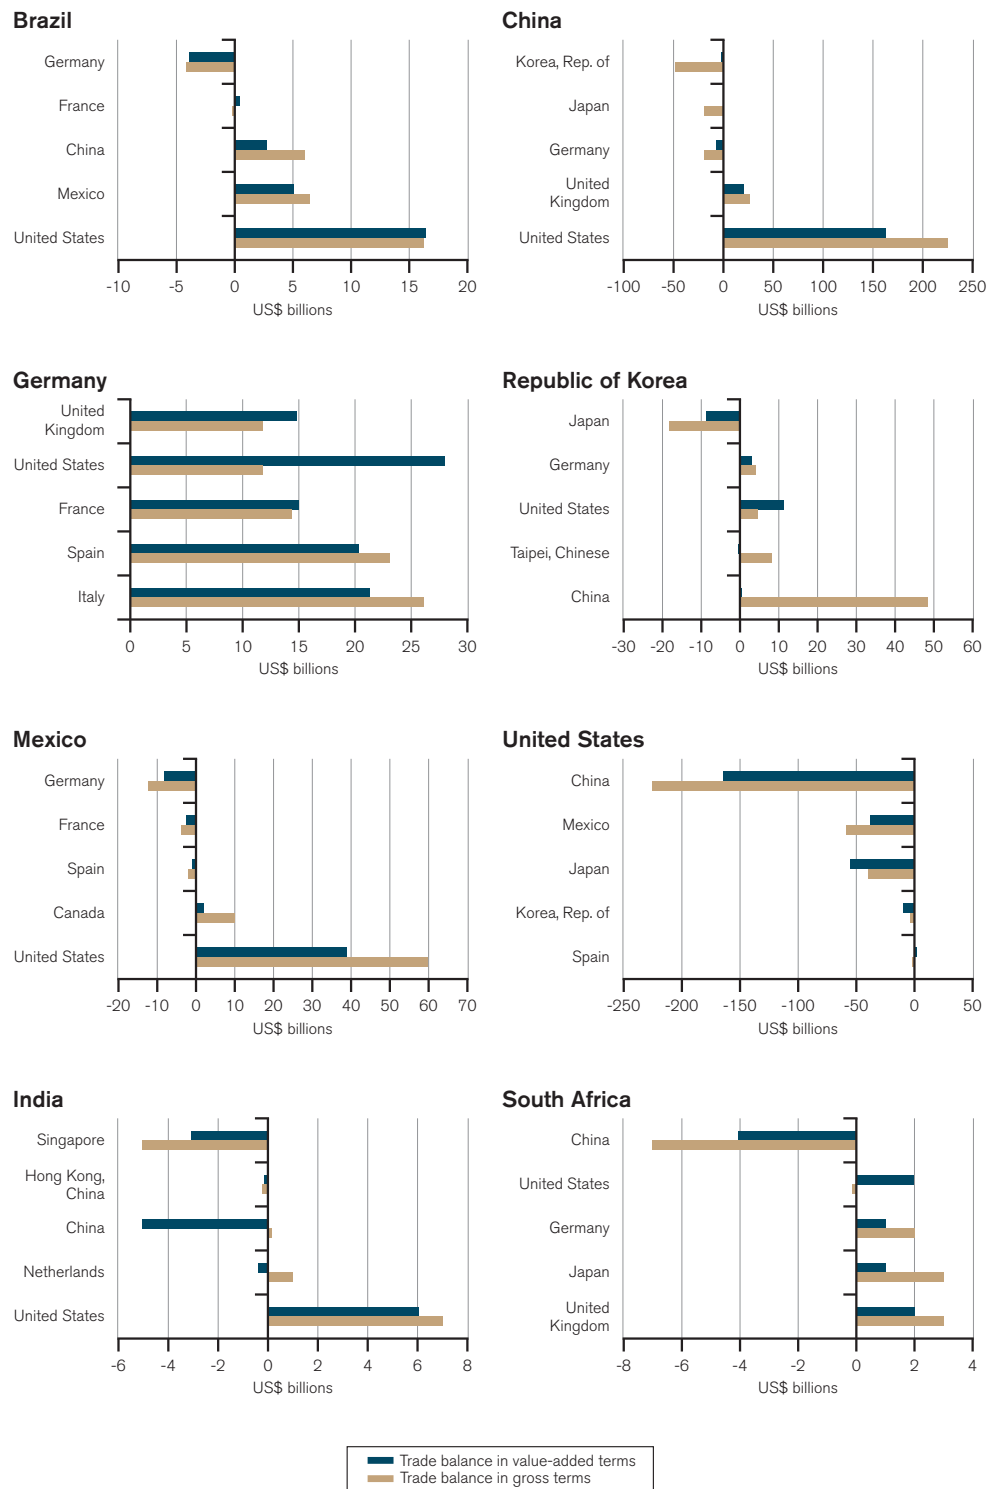 Brazil
Germany
France
China
Mexico
United States
-10 -5 0 5 10 15 20
US$ billions
China
Korea, Rep. of
Japan
Germany
United
Kingdom
United States
-100 -50 0 50 100 150 200 250
US$ billions
Germany
United
Kingdom
United States
France
Spain
Italy
0 5 10 15 20 25 30
US$ billions
Republic of Korea
Japan
Germany
United States
Taipei, Chinese
China
-30 -20 -10 0 10 20 30 40 50 60
US$ billions
Mexico
Germany
France
Spain
Canada
United States
-20 -10 0 10 20 30 40 50 60 70
US$ billions
United States
China
Mexico
Japan
Korea, Rep. of
Spain
-250 -200 -150 -100 -50 0 50
US$ billions
India
Singapore
Hong Kong,
China
China
Netherlands
United States
-6 -4 -2 0 2 4 6 8
US$ billions
South Africa
China
United States
Germany
Japan
United
Kingdom
-8 -6 -4 -2 0 2 4
US$ billions
Trade balance in value-added terms
Trade balance in gross terms